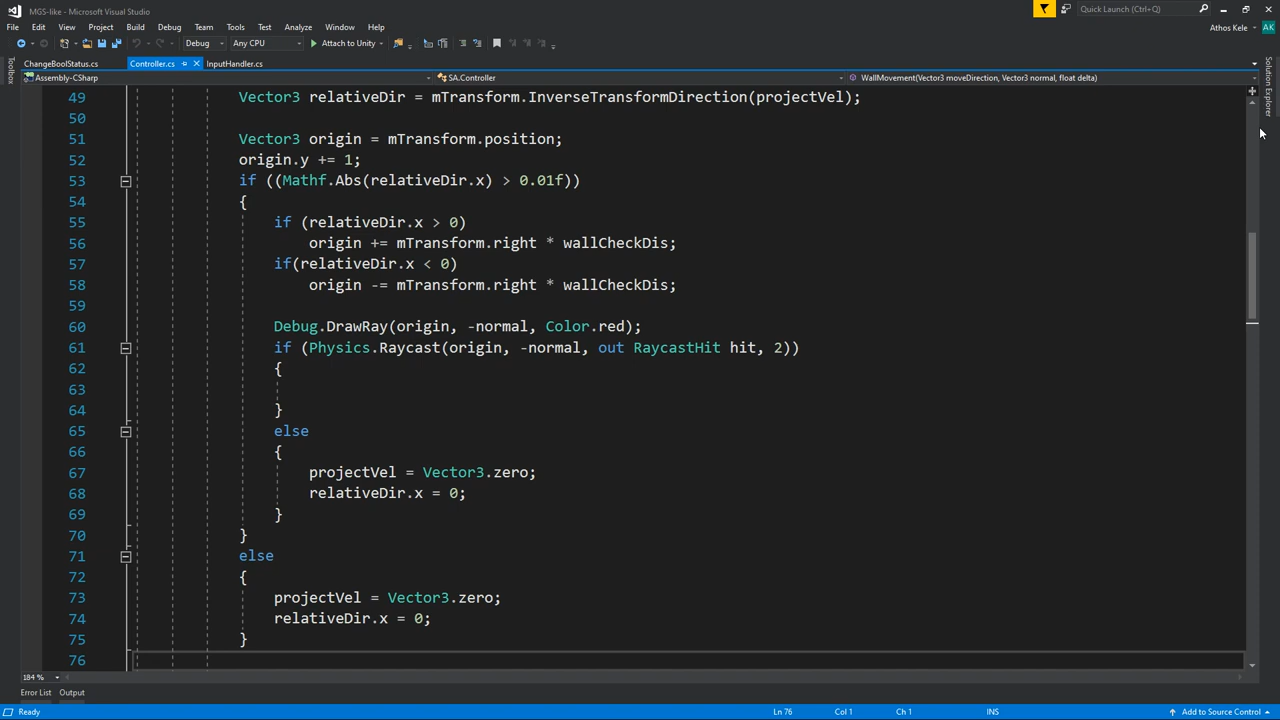 MGS-like - Microsoft Visual Studio
Quick Launch (Ctrl+Q)
File Edit View Project Build Debug Team Tools Test Analyze Window Help
Athos Kele AK
Debug Any CPU Attach to Unity
ChangeBoolStatus.cs Controller.cs InputHandler.cs
Assembly-CSharp SA.Controller WallMovement(Vector3 moveDirection, Vector3 normal, float delta)
Toolbox
Solution Explorer
49 Vector3 relativeDir = mTransform.InverseTransformDirection(projectVel);
50
51 Vector3 origin = mTransform.position;
52 origin.y += 1;
53 if ((Mathf.Abs(relativeDir.x) > 0.01f))
54 {
55 if (relativeDir.x > 0)
56 origin += mTransform.right * wallCheckDis;
57 if(relativeDir.x < 0)
58 origin -= mTransform.right * wallCheckDis;
59
60 Debug.DrawRay(origin, -normal, Color.red);
61 if (Physics.Raycast(origin, -normal, out RaycastHit hit, 2))
62 {
63
64 }
65 else
66 {
67 projectVel = Vector3.zero;
68 relativeDir.x = 0;
69 }
70 }
71 else
72 {
73 projectVel = Vector3.zero;
74 relativeDir.x = 0;
75 }
76
184 %
Error List Output
Ready Ln 76 Col 1 Ch 1 INS Add to Source Control